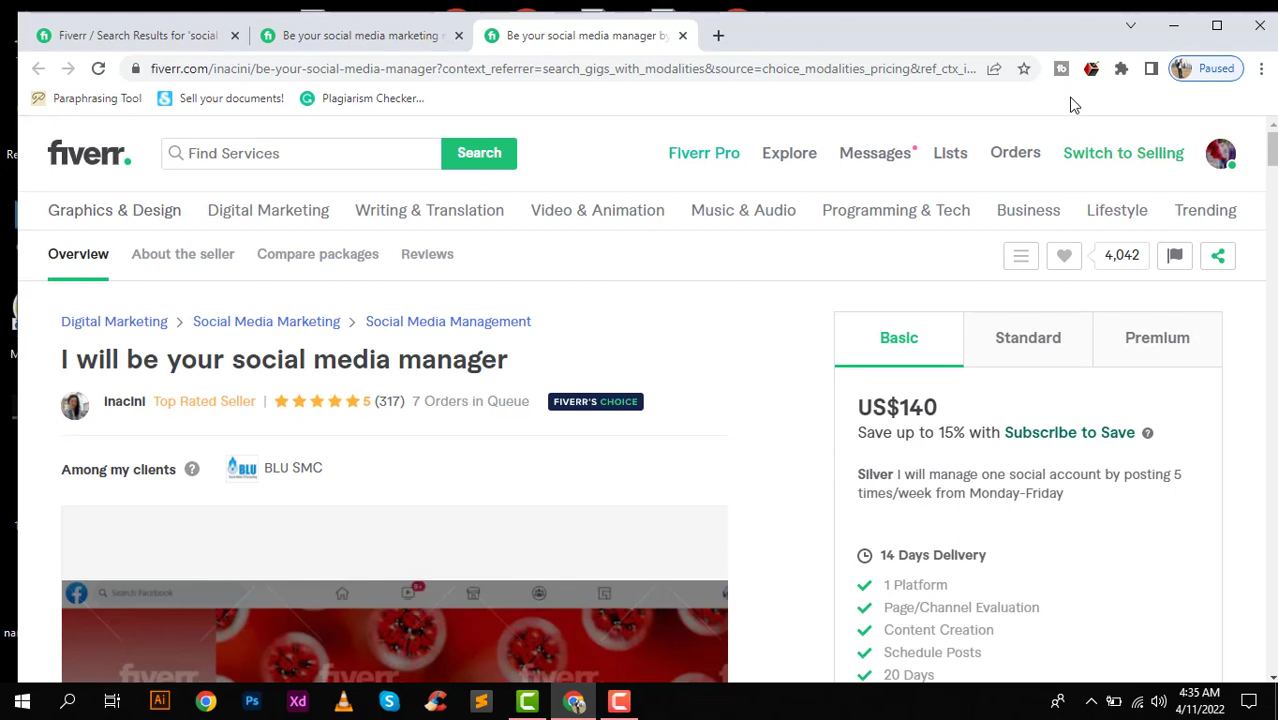 Fiverr / Search Results for 'social
Be your social media marketing
Be your social media manager by
fiverr.com/inacini/be-your-social-media-manager?context_referrer=search_gigs_with_modalities&source=choice_modalities_pricing&ref_ctx_i...
Paused
Paraphrasing Tool
Sell your documents!
Plagiarism Checker...
fiverr.
Find Services
Search
Fiverr Pro
Explore
Messages
Lists
Orders
Switch to Selling
Graphics & Design
Digital Marketing
Writing & Translation
Video & Animation
Music & Audio
Programming & Tech
Business
Lifestyle
Trending
Overview
About the seller
Compare packages
Reviews
4,042
Digital Marketing > Social Media Marketing > Social Media Management
I will be your social media manager
inacini Top Rated Seller | 5 (317) 7 Orders in Queue FIVERR'S CHOICE
Among my clients ? BLU BLU SMC
Search Facebook
9+
Basic
Standard
Premium
US$140
Save up to 15% with Subscribe to Save ?
Silver I will manage one social account by posting 5
times/week from Monday-Friday
14 Days Delivery
1 Platform
Page/Channel Evaluation
Content Creation
Schedule Posts
20 Days
Ai
Ps
Xd
4:35 AM
4/11/2022